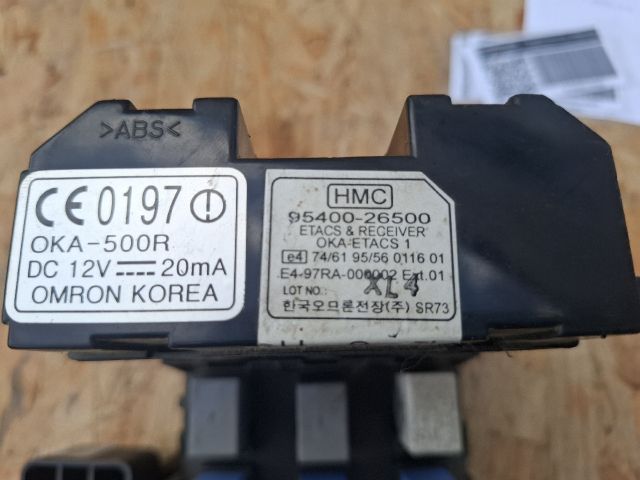 >ABS<
CE0197
OKA-500R
DC 12V 20mA
OMRON KOREA
HMC
95400-26500
ETACS & RECEIVER
OKA-ETACS 1
e4 74/61 95/56 0116 01
E4-97RA-000002 Ext.01
LOT NO.: XL4
한국오므론전장(주) SR73